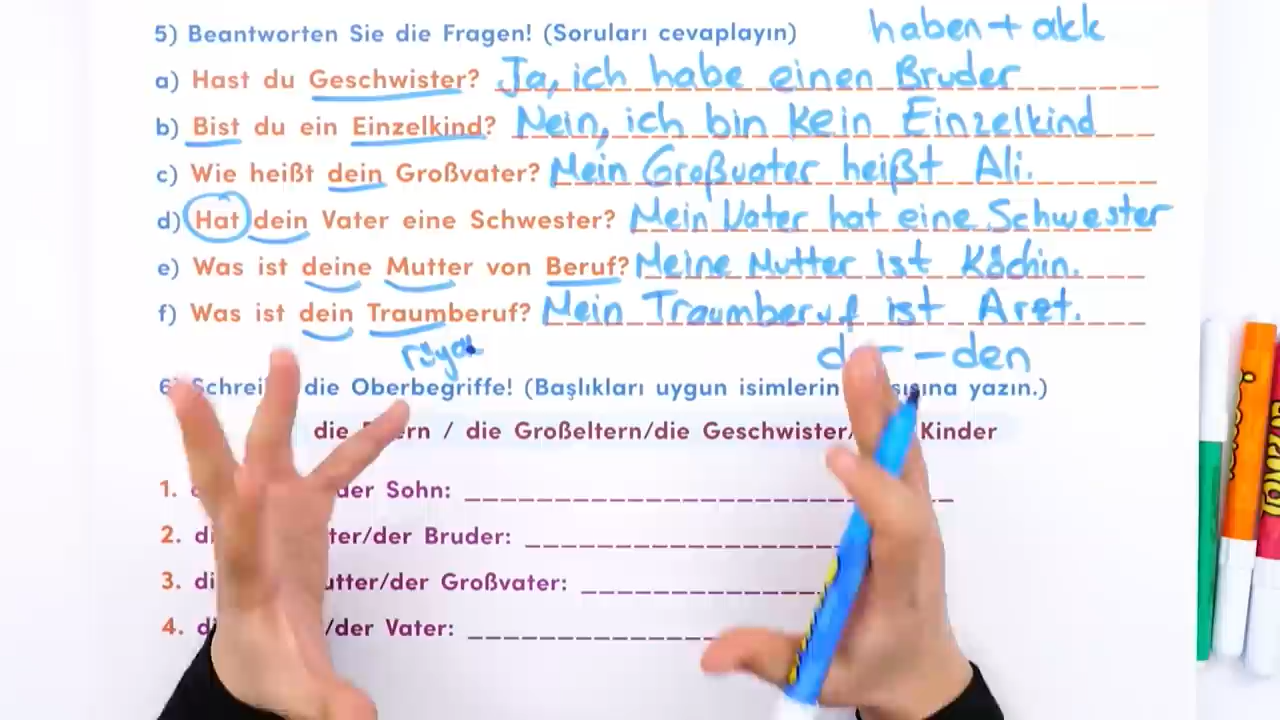 5) Beantworten Sie die Fragen! (Soruları cevaplayın) haben + akk
a) Hast du Geschwister? Ja, ich habe einen Bruder
b) Bist du ein Einzelkind? Nein, ich bin kein Einzelkind
c) Wie heißt dein Großvater? Mein Großvater heißt Ali.
d) Hat dein Vater eine Schwester? Mein Vater hat eine Schwester
e) Was ist deine Mutter von Beruf? Meine Mutter ist Köchin.
f) Was ist dein Traumberuf? Mein Traumberuf ist Arzt.
rüya – den
6) die Oberbegriffe! (Başlıkları uygun isimlerin yazın.)
die / die Großeltern/die Geschwister/ Kinder
1. der Sohn:
2. /der Bruder:
3. /der Großvater:
4. /der Vater: